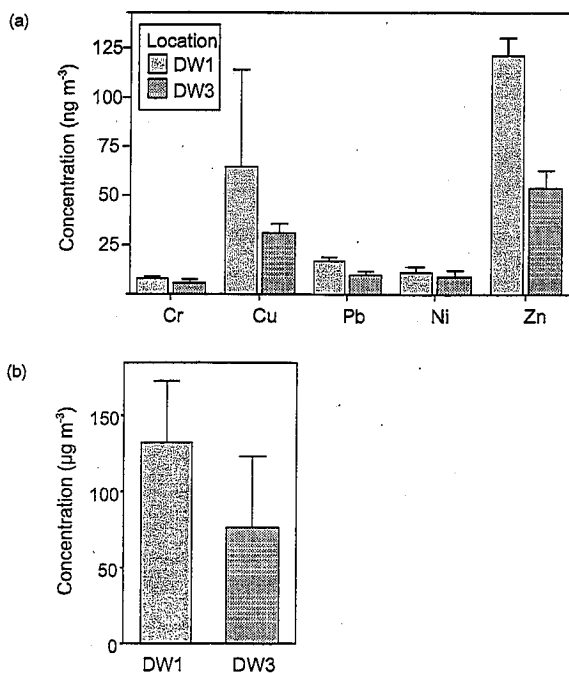 (a)
Concentration (ng m⁻³)
125
100
75
50
25
Location
DW1
DW3
Cr Cu Pb Ni Zn
(b)
Concentration (µg m⁻³)
150
100
50
0
DW1 DW3